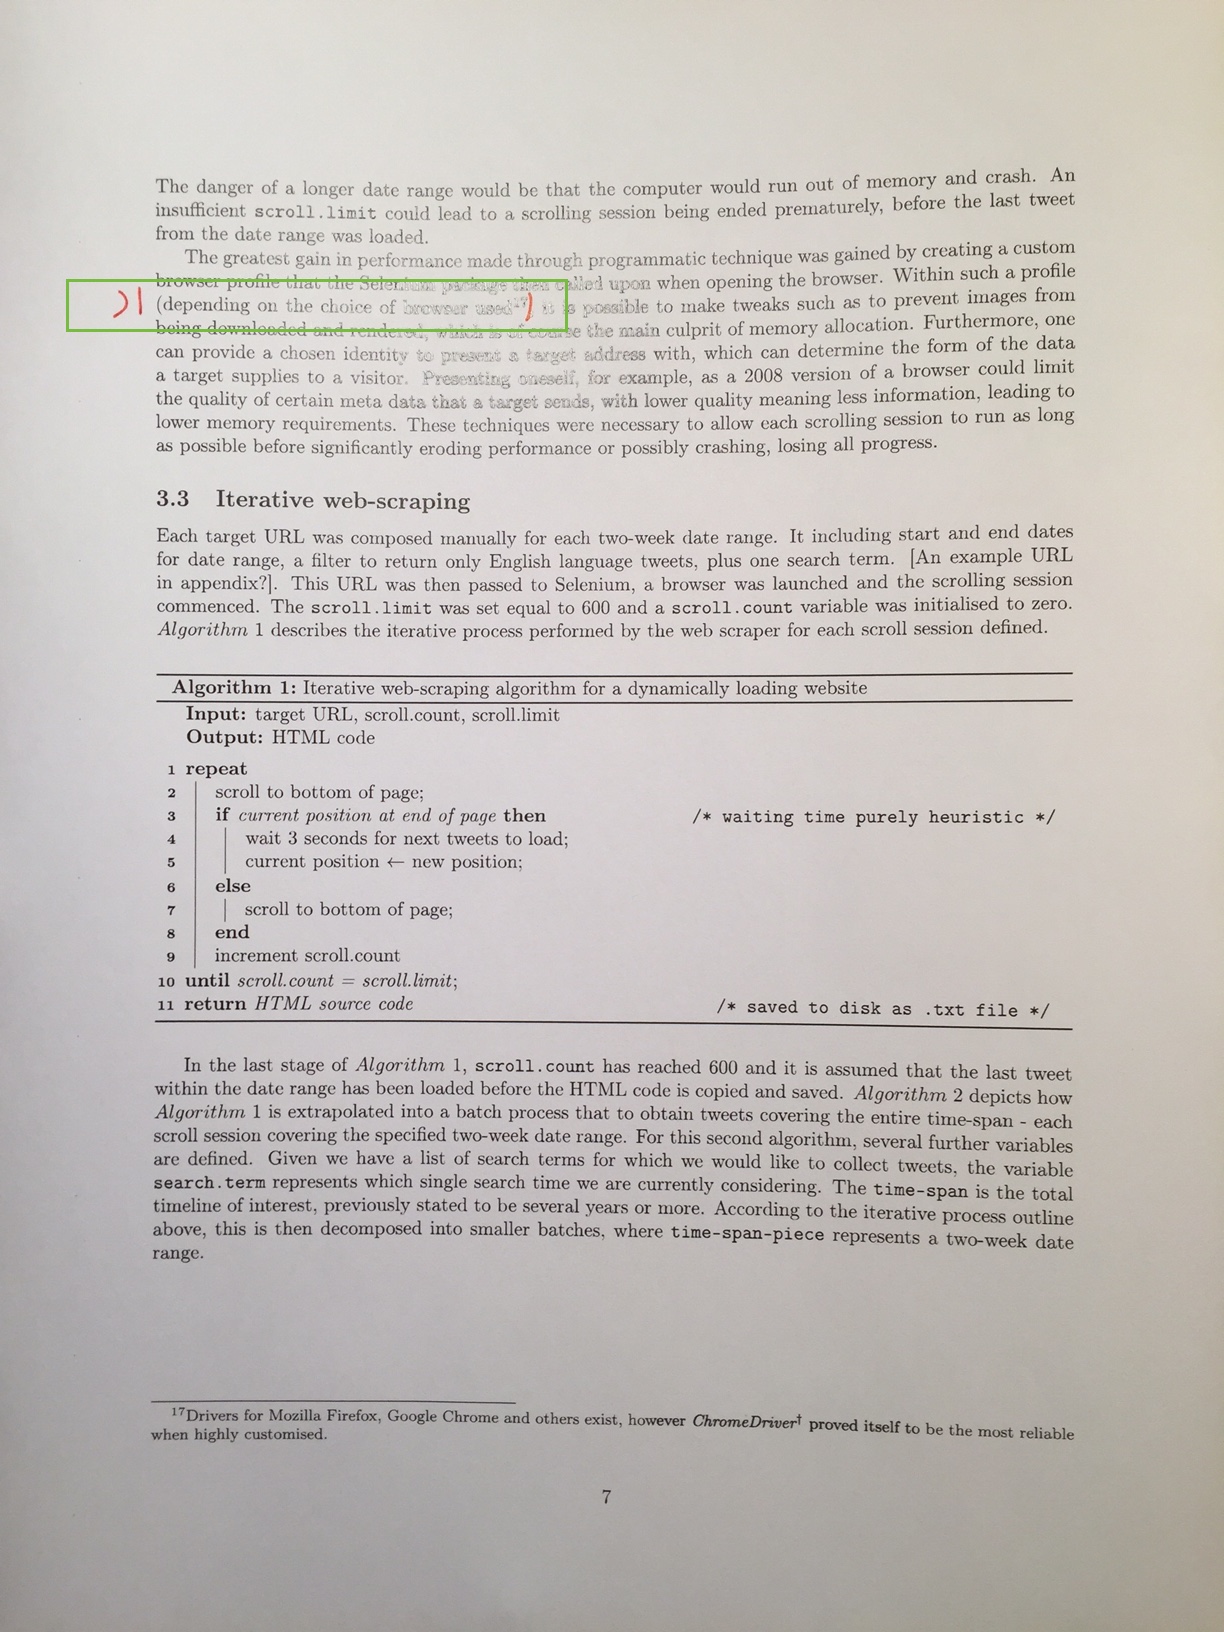 The danger of a longer date range would be that the computer would run out of memory and crash. An
insufficient scroll.limit could lead to a scrolling session being ended prematurely, before the last tweet
from the date range was loaded.
The greatest gain in performance made through programmatic technique was gained by creating a custom
browser profile that the Selenium package then called upon when opening the browser. Within such a profile
)| (depending on the choice of browser used¹⁷) it is possible to make tweaks such as to prevent images from
being downloaded and rendered, which is of course the main culprit of memory allocation. Furthermore, one
can provide a chosen identity to present a target address with, which can determine the form of the data
a target supplies to a visitor. Presenting oneself, for example, as a 2008 version of a browser could limit
the quality of certain meta data that a target sends, with lower quality meaning less information, leading to
lower memory requirements. These techniques were necessary to allow each scrolling session to run as long
as possible before significantly eroding performance or possibly crashing, losing all progress.
3.3 Iterative web-scraping
Each target URL was composed manually for each two-week date range. It including start and end dates
for date range, a filter to return only English language tweets, plus one search term. [An example URL
in appendix?]. This URL was then passed to Selenium, a browser was launched and the scrolling session
commenced. The scroll.limit was set equal to 600 and a scroll.count variable was initialised to zero.
Algorithm 1 describes the iterative process performed by the web scraper for each scroll session defined.
Algorithm 1: Iterative web-scraping algorithm for a dynamically loading website
Input: target URL, scroll.count, scroll.limit
Output: HTML code
1 repeat
2 scroll to bottom of page;
3 if current position at end of page then /* waiting time purely heuristic */
4 wait 3 seconds for next tweets to load;
5 current position ← new position;
6 else
7 scroll to bottom of page;
8 end
9 increment scroll.count
10 until scroll.count = scroll.limit;
11 return HTML source code /* saved to disk as .txt file */
In the last stage of Algorithm 1, scroll.count has reached 600 and it is assumed that the last tweet
within the date range has been loaded before the HTML code is copied and saved. Algorithm 2 depicts how
Algorithm 1 is extrapolated into a batch process that to obtain tweets covering the entire time-span - each
scroll session covering the specified two-week date range. For this second algorithm, several further variables
are defined. Given we have a list of search terms for which we would like to collect tweets, the variable
search.term represents which single search time we are currently considering. The time-span is the total
timeline of interest, previously stated to be several years or more. According to the iterative process outline
above, this is then decomposed into smaller batches, where time-span-piece represents a two-week date
range.
¹⁷Drivers for Mozilla Firefox, Google Chrome and others exist, however ChromeDriver† proved itself to be the most reliable
when highly customised.
7